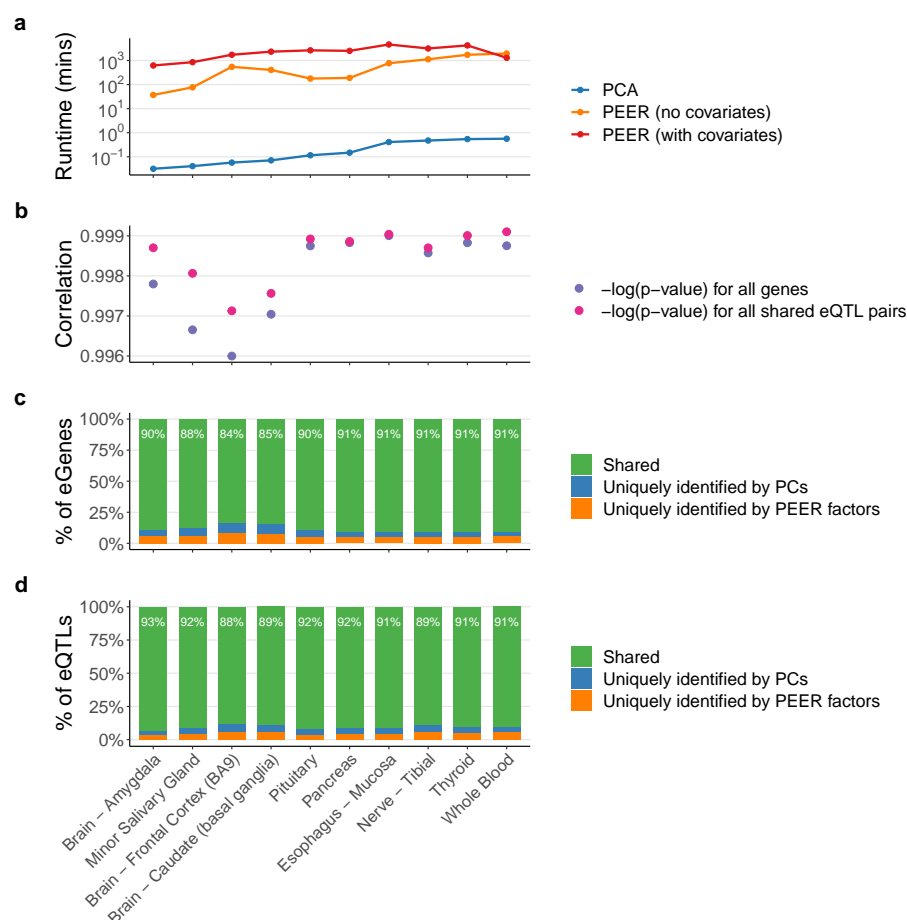 a
Runtime (mins)
10³
10²
10¹
10⁰
10⁻¹
PCA
PEER (no covariates)
PEER (with covariates)
b
Correlation
0.999
0.998
0.997
0.996
−log(p−value) for all genes
−log(p−value) for all shared eQTL pairs
c
% of eGenes
100%
75%
50%
25%
0%
90% 88% 84% 85% 90% 91% 91% 91% 91% 91%
Shared
Uniquely identified by PCs
Uniquely identified by PEER factors
d
% of eQTLs
100%
75%
50%
25%
0%
93% 92% 88% 89% 92% 92% 91% 89% 91% 91%
Shared
Uniquely identified by PCs
Uniquely identified by PEER factors
Brain − Amygdala
Minor Salivary Gland
Brain − Frontal Cortex (BA9)
Brain − Caudate (basal ganglia)
Pituitary
Pancreas
Esophagus − Mucosa
Nerve − Tibial
Thyroid
Whole Blood